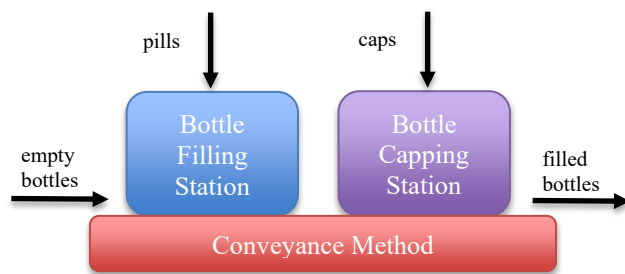 pills
caps
Bottle
Filling
Station
Bottle
Capping
Station
empty
bottles
filled
bottles
Conveyance Method